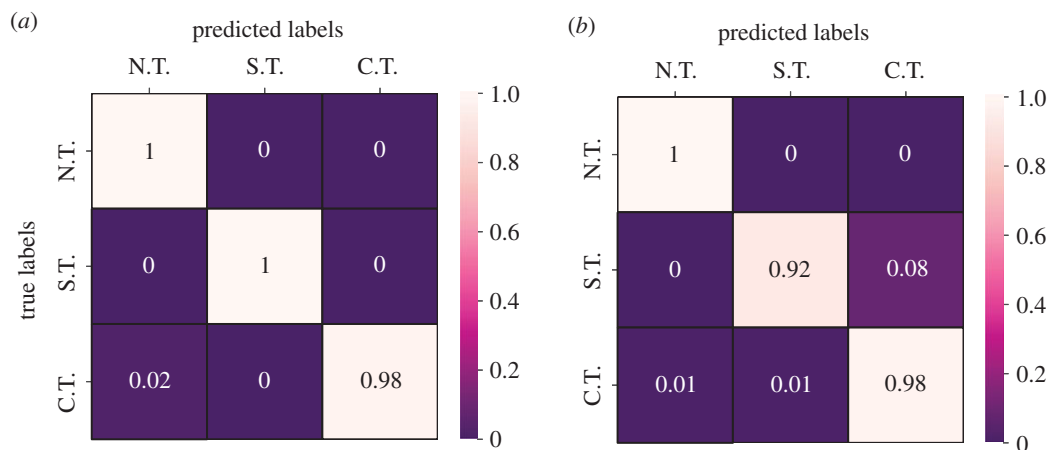 (a)
predicted labels
N.T. S.T. C.T.
true labels
N.T. 1 0 0
S.T. 0 1 0
C.T. 0.02 0 0.98
1.0
0.8
0.6
0.4
0.2
0
(b)
predicted labels
N.T. S.T. C.T.
N.T. 1 0 0
S.T. 0 0.92 0.08
C.T. 0.01 0.01 0.98
1.0
0.8
0.6
0.4
0.2
0